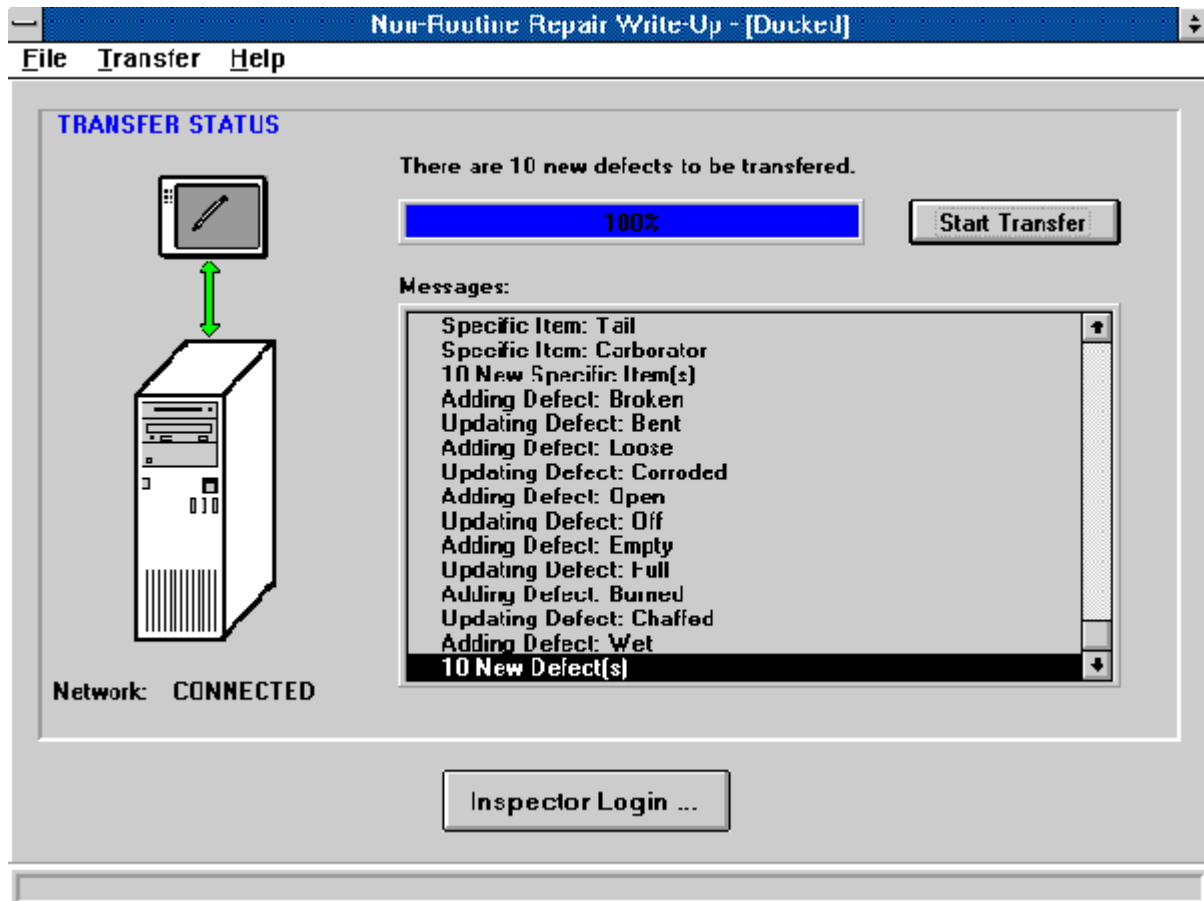 Non-Routine Repair Write-Up - [Docked]
File Transfer Help
TRANSFER STATUS
There are 10 new defects to be transfered.
100%
Start Transfer
Messages:
Specific Item: Tail
Specific Item: Carborator
10 New Specific Item(s)
Adding Defect: Broken
Updating Defect: Bent
Adding Defect: Loose
Updating Defect: Corroded
Adding Defect: Open
Updating Defect: Off
Adding Defect: Empty
Updating Defect: Full
Adding Defect: Burned
Updating Defect: Chaffed
Adding Defect: Wet
10 New Defect(s)
Network: CONNECTED
Inspector Login ...